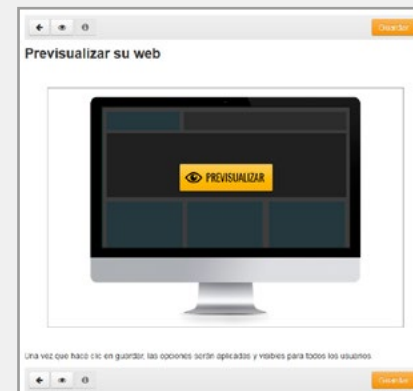 Guardar
Previsualizar su web
PREVISUALIZAR
Una vez que hace clic en guardar, las opciones serán aplicadas y visibles para todos los usuarios.
Guardar